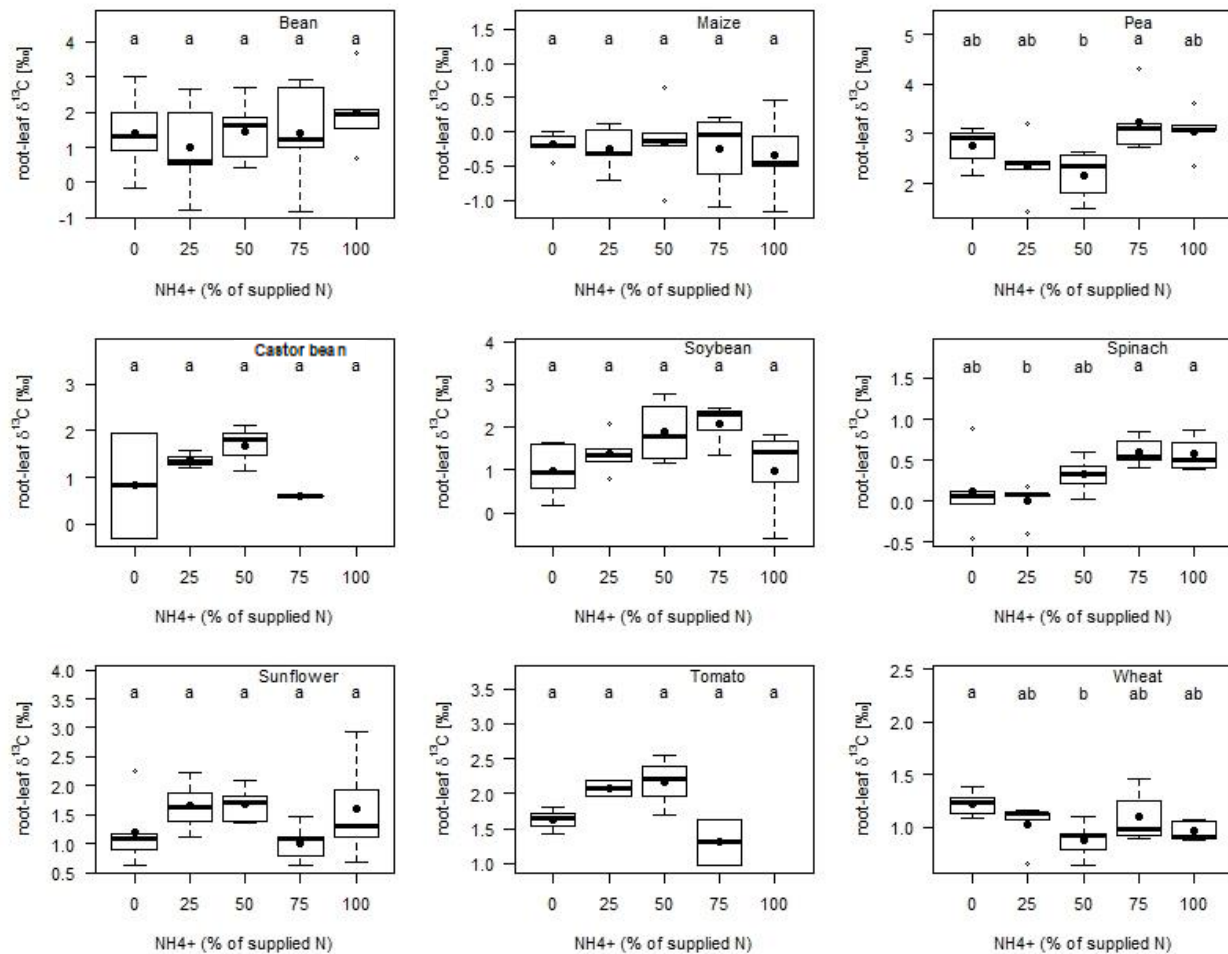 Bean
a a a a a
root-leaf δ¹³C [‰]
4
3
2
1
0
-1
0 25 50 75 100
NH4+ (% of supplied N)
Maize
a a a a a
root-leaf δ¹³C [‰]
1.5
1.0
0.5
-0.0
-0.5
-1.0
0 25 50 75 100
NH4+ (% of supplied N)
Pea
ab ab b a ab
root-leaf δ¹³C [‰]
5
4
3
2
0 25 50 75 100
NH4+ (% of supplied N)
Castor bean
a a a a a
root-leaf δ¹³C [‰]
3
2
1
0
0 25 50 75 100
NH4+ (% of supplied N)
Soybean
a a a a a
root-leaf δ¹³C [‰]
4
3
2
1
0
0 25 50 75 100
NH4+ (% of supplied N)
Spinach
ab b ab a a
root-leaf δ¹³C [‰]
1.5
1.0
0.5
0.0
-0.5
0 25 50 75 100
NH4+ (% of supplied N)
Sunflower
a a a a a
root-leaf δ¹³C [‰]
4.0
3.5
3.0
2.5
2.0
1.5
1.0
0.5
0 25 50 75 100
NH4+ (% of supplied N)
Tomato
a a a a a
root-leaf δ¹³C [‰]
3.5
3.0
2.5
2.0
1.5
1.0
0 25 50 75 100
NH4+ (% of supplied N)
Wheat
a ab b ab ab
root-leaf δ¹³C [‰]
2.5
2.0
1.5
1.0
0 25 50 75 100
NH4+ (% of supplied N)